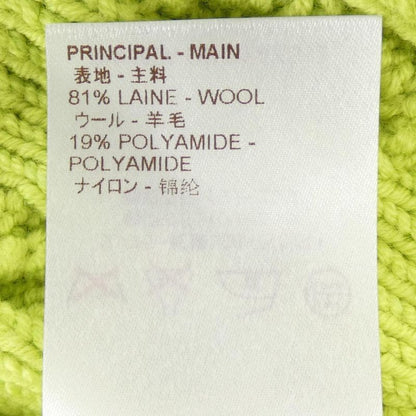 PRINCIPAL - MAIN
表地 - 主料
81% LAINE - WOOL
ウール - 羊毛
19% POLYAMIDE -
POLYAMIDE
ナイロン - 锦纶